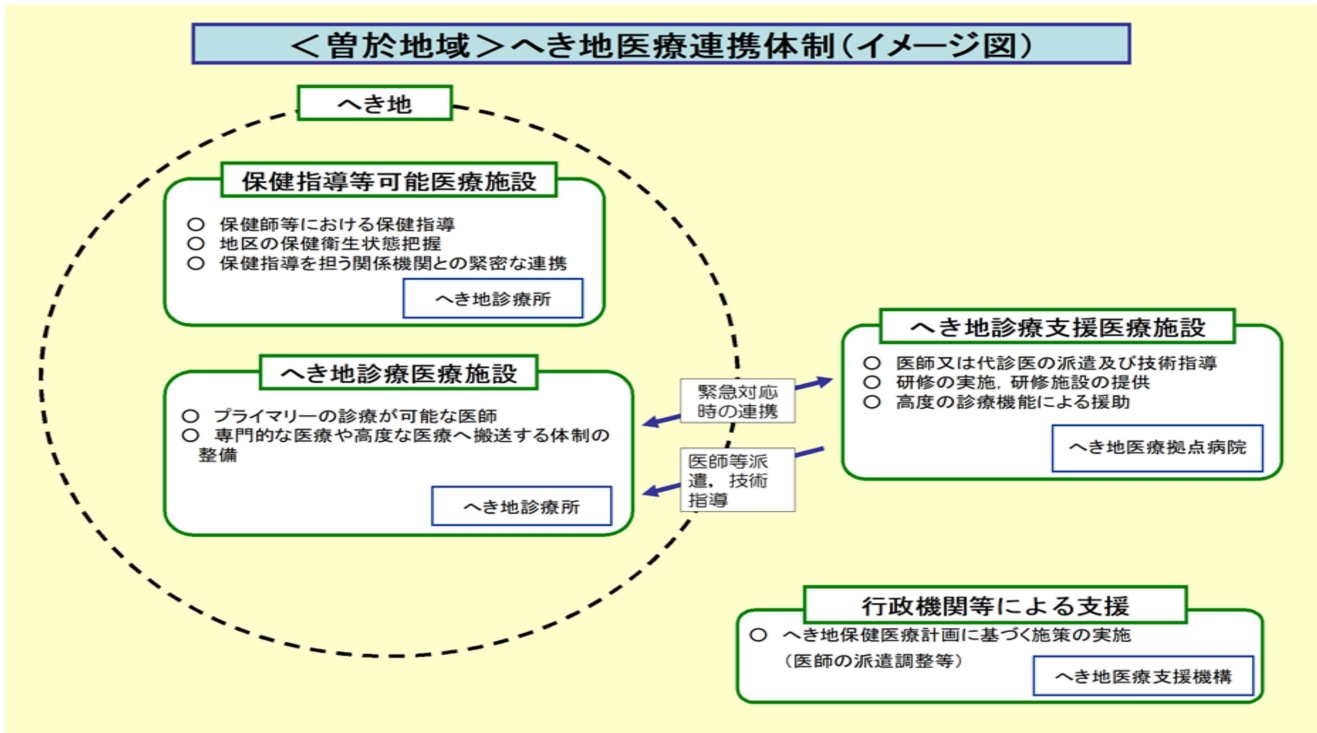 ＜曽於地域＞へき地医療連携体制（イメージ図）
へき地
保健指導等可能医療施設
○ 保健師等における保健指導
○ 地区の保健衛生状態把握
○ 保健指導を担う関係機関との緊密な連携
へき地診療所
へき地診療医療施設
○ プライマリーの診療が可能な医師
○ 専門的な医療や高度な医療へ搬送する体制の
整備
へき地診療所
緊急対応
時の連携
医師等派
遣，技術
指導
へき地診療支援医療施設
○ 医師又は代診医の派遣及び技術指導
○ 研修の実施，研修施設の提供
○ 高度の診療機能による援助
へき地医療拠点病院
行政機関等による支援
○ へき地保健医療計画に基づく施策の実施
（医師の派遣調整等）
へき地医療支援機構